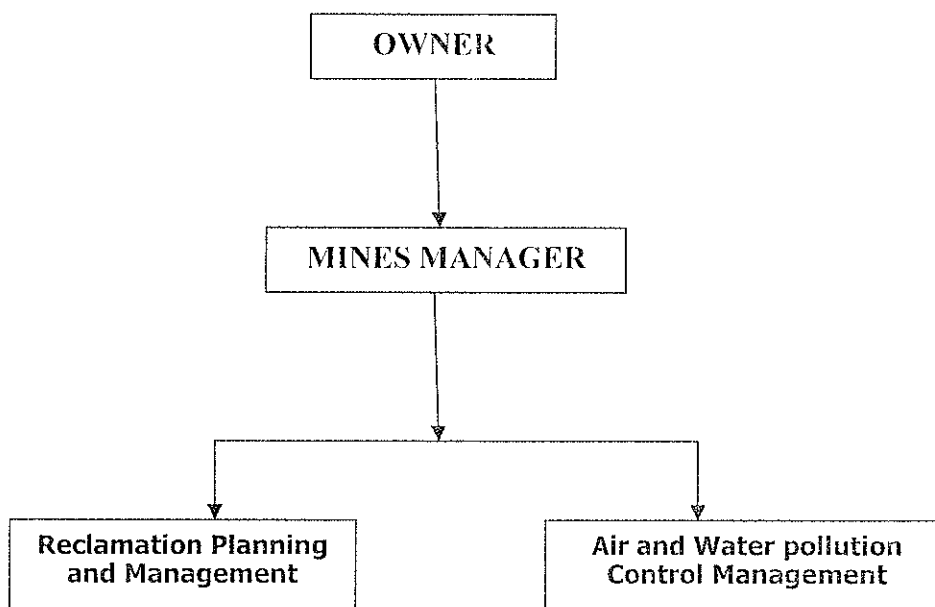 OWNER
MINES MANAGER
Reclamation Planning
and Management
Air and Water pollution
Control Management